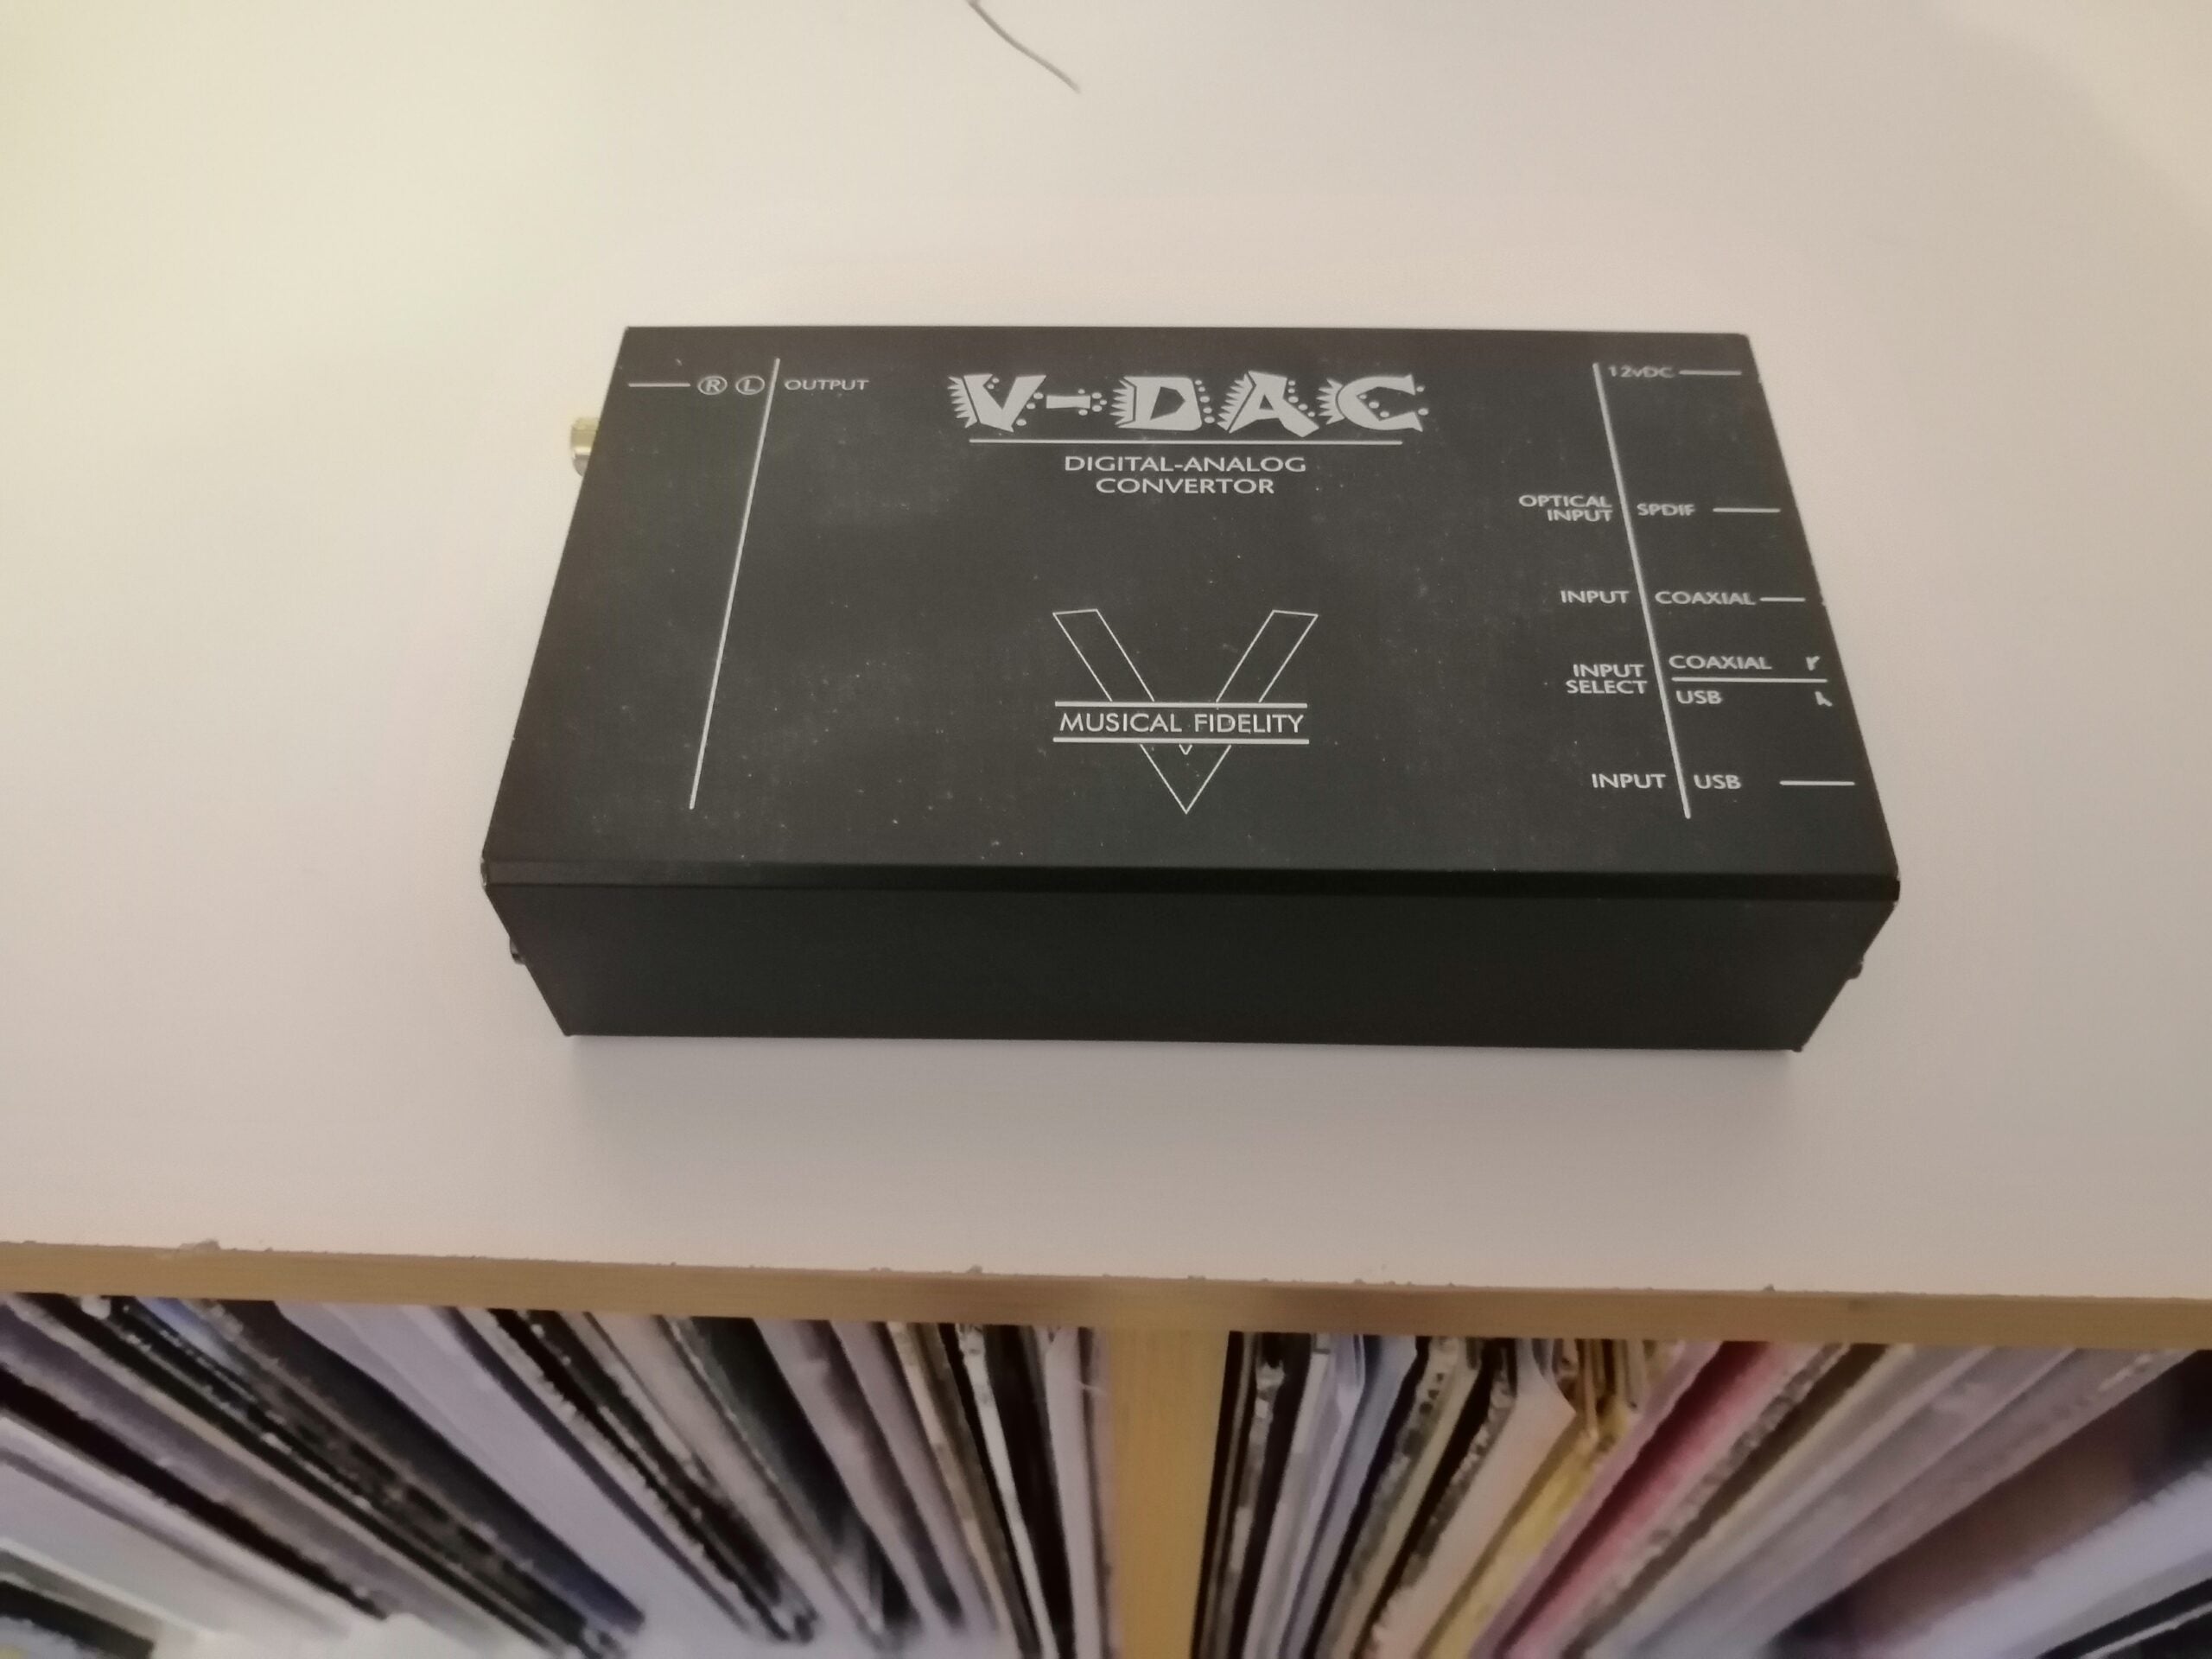 Ⓡ Ⓛ OUTPUT
V-DAC
DIGITAL-ANALOG
CONVERTOR
12vDC
OPTICAL
INPUT
SPDIF
INPUT COAXIAL
INPUT
SELECT
COAXIAL
USB
INPUT USB
MUSICAL FIDELITY